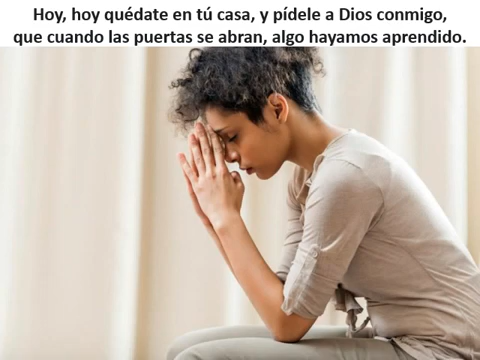 Hoy, hoy quédate en tú casa, y pídele a Dios conmigo,
que cuando las puertas se abran, algo hayamos aprendido.